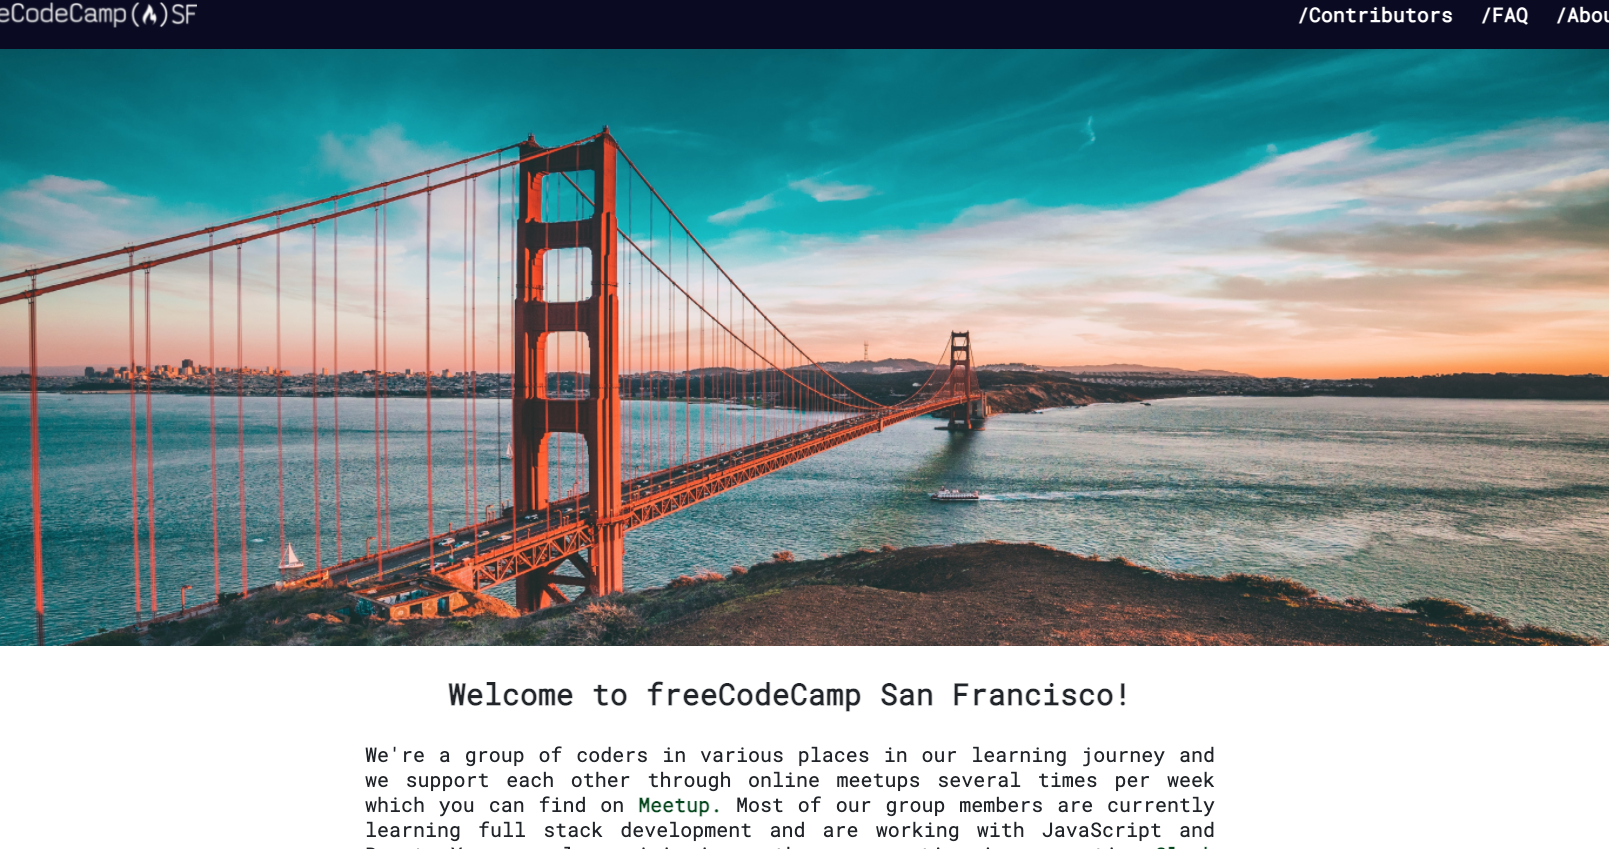 eCodeCamp(🔥)SF
/Contributors /FAQ /Abou
Welcome to freeCodeCamp San Francisco!
We're a group of coders in various places in our learning journey and
we support each other through online meetups several times per week
which you can find on Meetup. Most of our group members are currently
learning full stack development and are working with JavaScript and